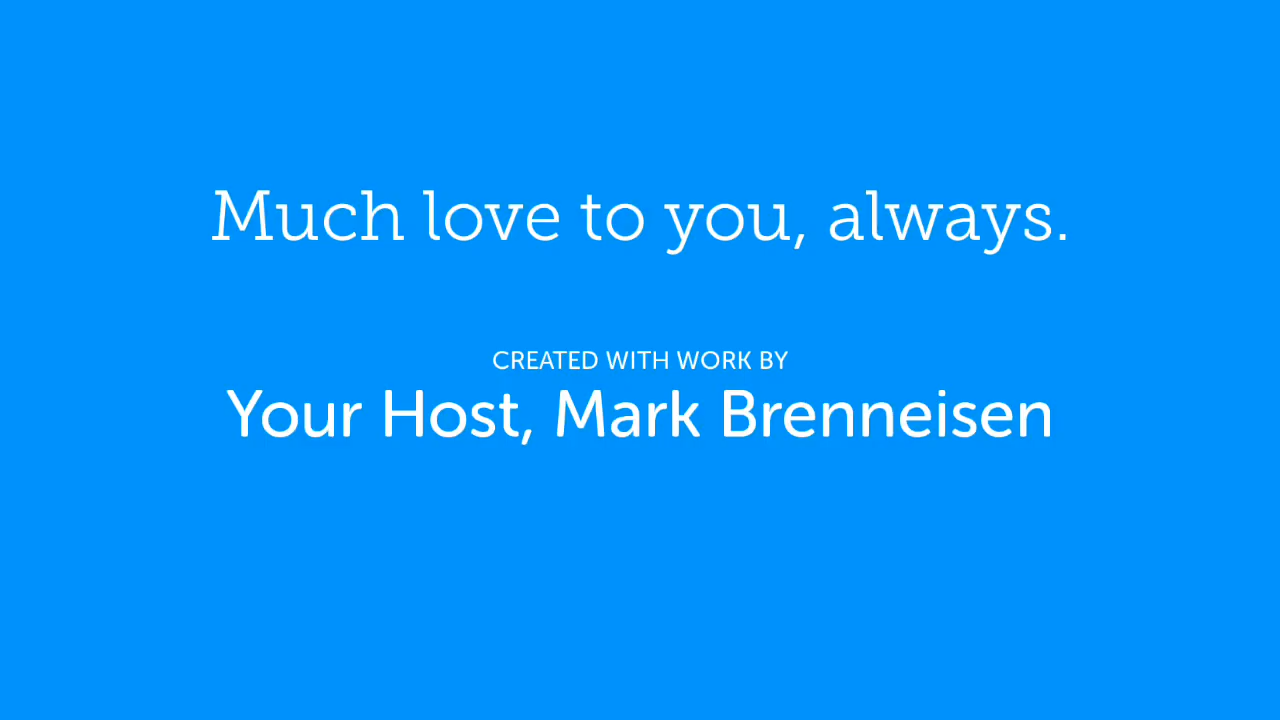 Much love to you, always.
CREATED WITH WORK BY
Your Host, Mark Brenneisen